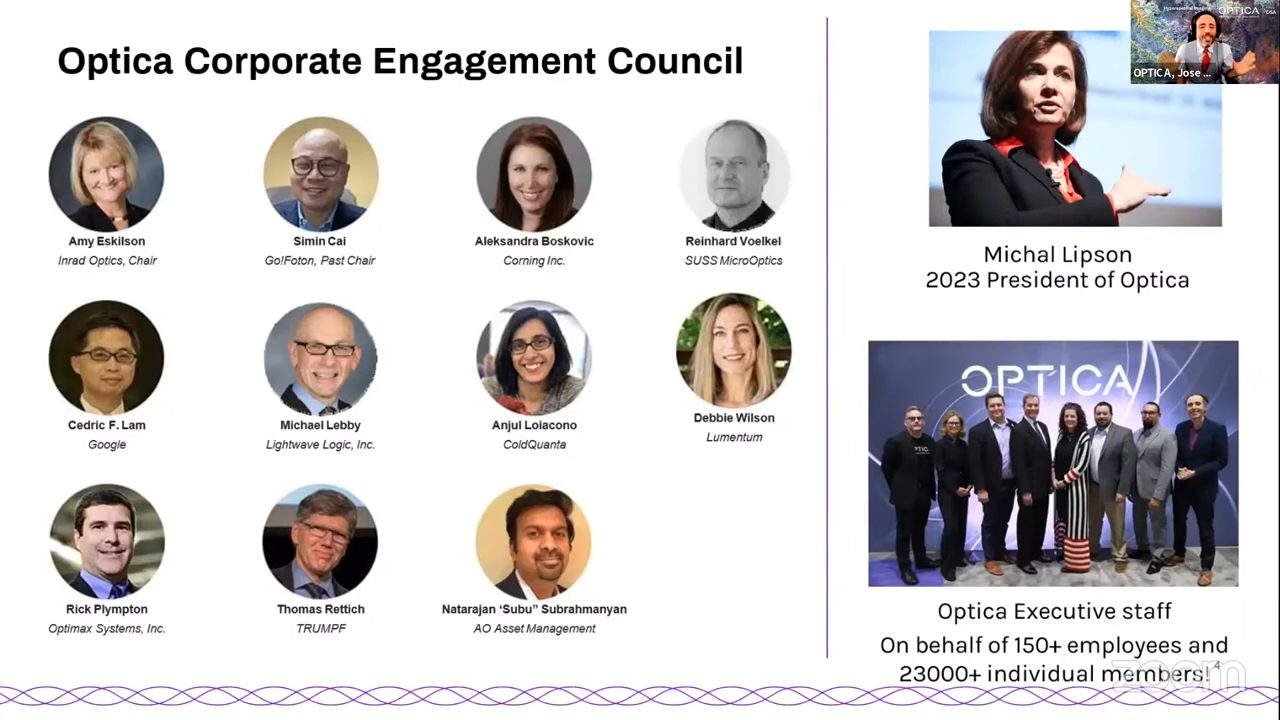 Optica Corporate Engagement Council
Amy Eskilson
Inrad Optics, Chair
Simin Cai
Go!Foton, Past Chair
Aleksandra Boskovic
Corning Inc.
Reinhard Voelkel
SUSS MicroOptics
Cedric F. Lam
Google
Michael Lebby
Lightwave Logic, Inc.
Anjul Loiacono
ColdQuanta
Debbie Wilson
Lumentum
Rick Plympton
Optimax Systems, Inc.
Thomas Rettich
TRUMPF
Natarajan ‘Subu” Subrahmanyan
AO Asset Management
OPTICA
OPTICA, Jose ...
Michal Lipson
2023 President of Optica
OPTICA
Optica Executive staff
On behalf of 150+ employees and
23000+ individual members!
4
zoom